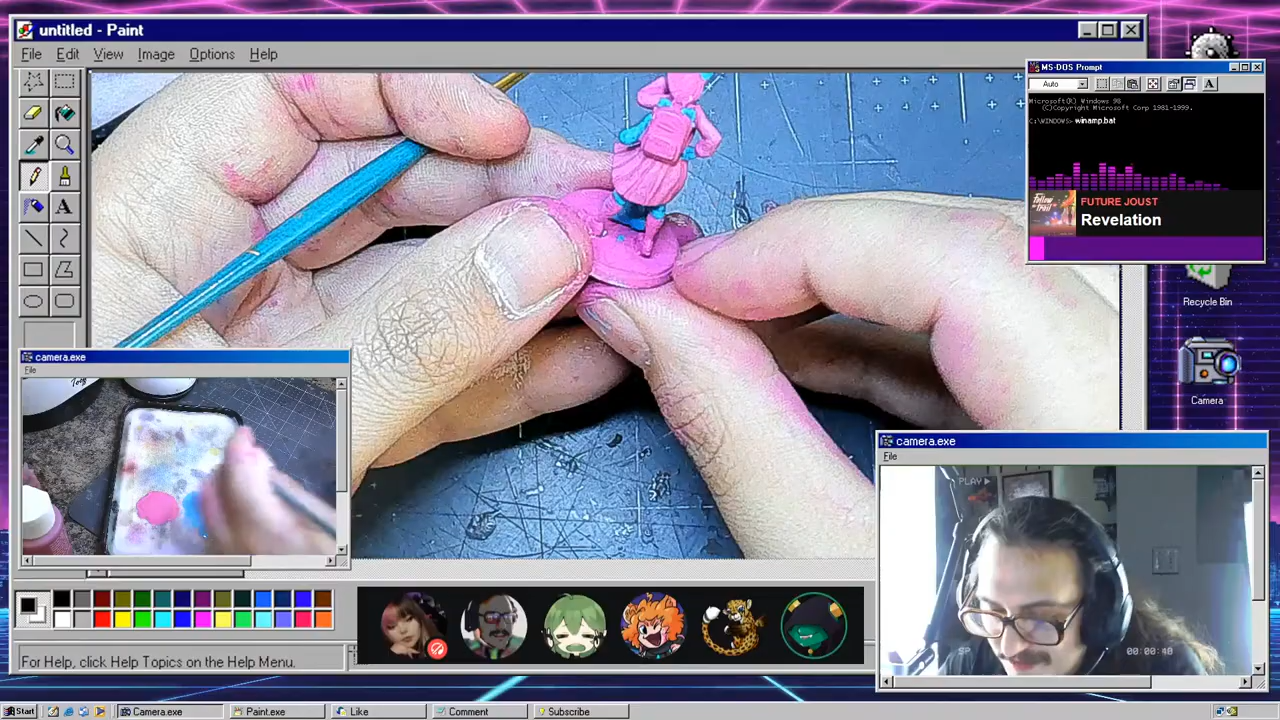 untitled - Paint
File Edit View Image Options Help
MS-DOS Prompt
Auto
Microsoft(R) Windows 98
(C)Copyright Microsoft Corp 1981-1999.
C:\WINDOWS> winamp.bat
FUTURE JOUST
Revelation
Recycle Bin
Camera
camera.exe
File
camera.exe
File
PLAY
SP 00:00:40
For Help, click Help Topics on the Help Menu.
Start Camera.exe Paint.exe Like Comment Subscribe